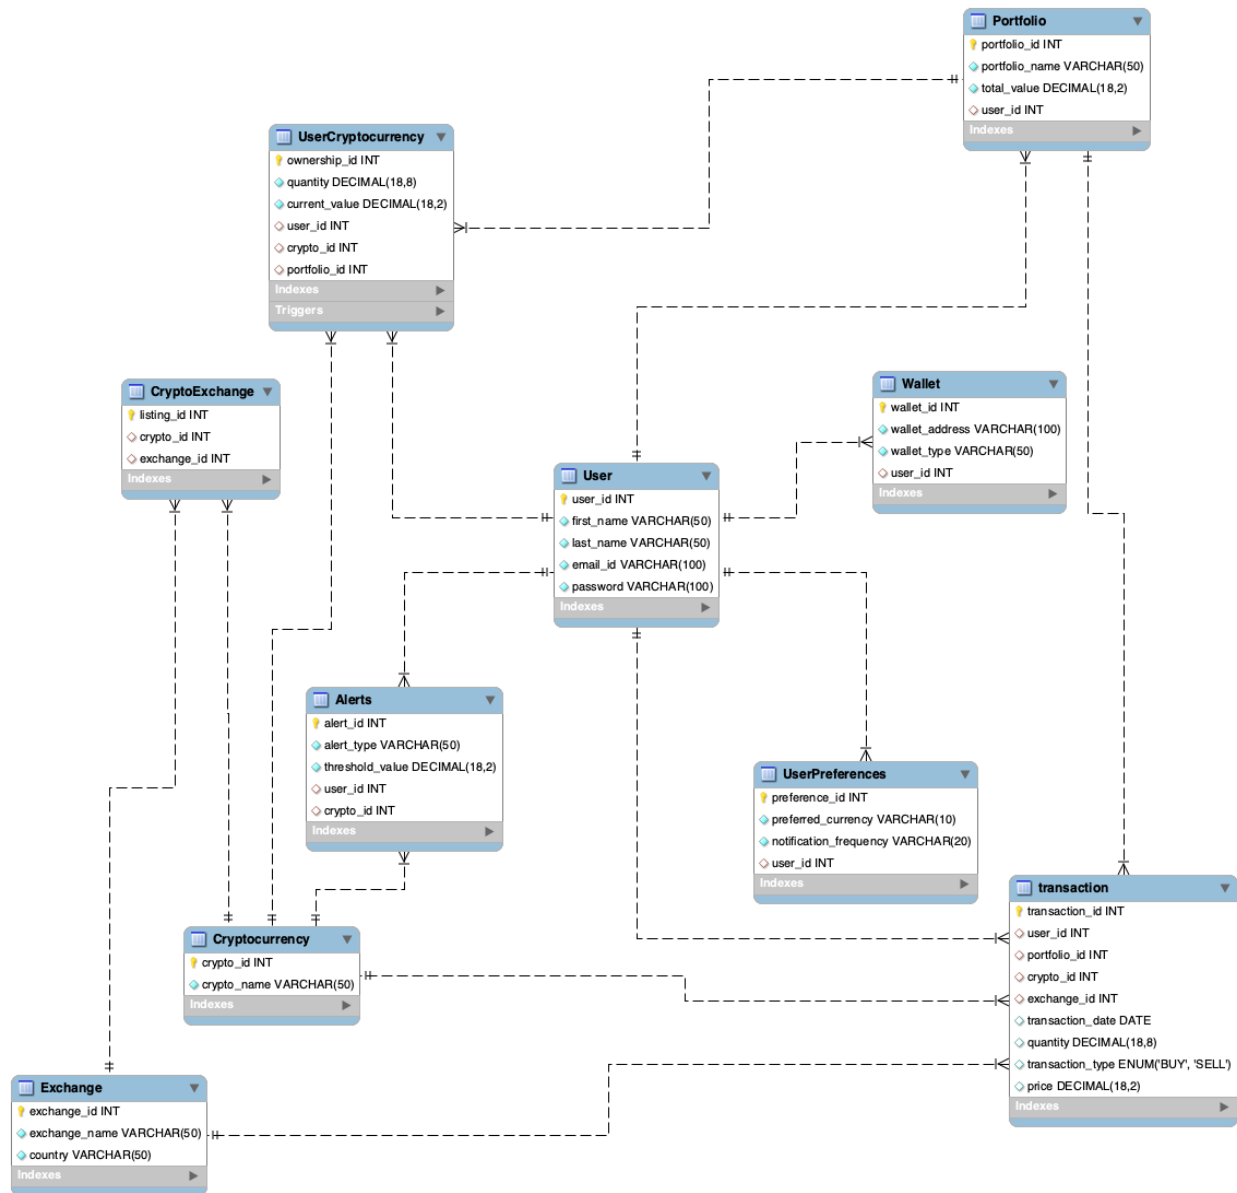 Portfolio
portfolio_id INT
portfolio_name VARCHAR(50)
total_value DECIMAL(18,2)
user_id INT
Indexes
UserCryptocurrency
ownership_id INT
quantity DECIMAL(18,8)
current_value DECIMAL(18,2)
user_id INT
crypto_id INT
portfolio_id INT
Indexes
Triggers
CryptoExchange
listing_id INT
crypto_id INT
exchange_id INT
Indexes
Wallet
wallet_id INT
wallet_address VARCHAR(100)
wallet_type VARCHAR(50)
user_id INT
Indexes
User
user_id INT
first_name VARCHAR(50)
last_name VARCHAR(50)
email_id VARCHAR(100)
password VARCHAR(100)
Indexes
Alerts
alert_id INT
alert_type VARCHAR(50)
threshold_value DECIMAL(18,2)
user_id INT
crypto_id INT
Indexes
UserPreferences
preference_id INT
preferred_currency VARCHAR(10)
notification_frequency VARCHAR(20)
user_id INT
Indexes
transaction
transaction_id INT
user_id INT
portfolio_id INT
crypto_id INT
exchange_id INT
transaction_date DATE
quantity DECIMAL(18,8)
transaction_type ENUM('BUY', 'SELL')
price DECIMAL(18,2)
Indexes
Cryptocurrency
crypto_id INT
crypto_name VARCHAR(50)
Indexes
Exchange
exchange_id INT
exchange_name VARCHAR(50)
country VARCHAR(50)
Indexes